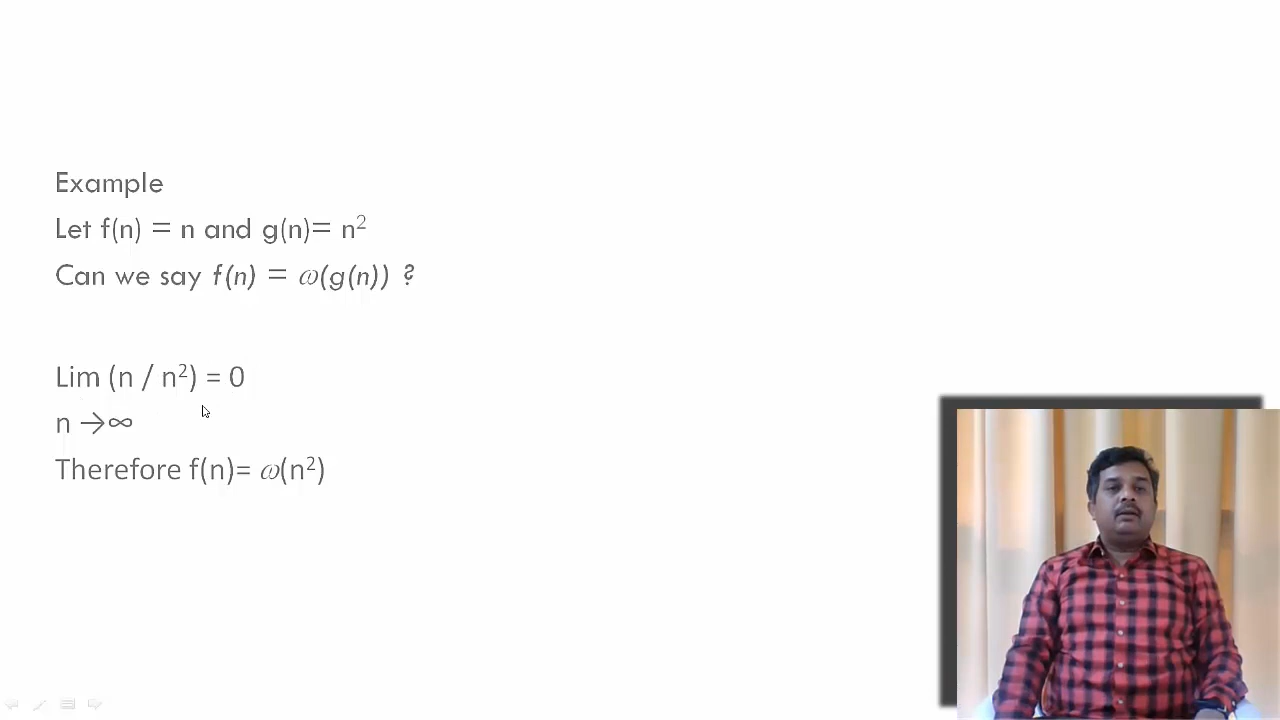 Example
Let f(n) = n and g(n)= n²
Can we say f(n) = ω(g(n)) ?
Lim (n / n²) = 0
n →∞
Therefore f(n)= ω(n²)